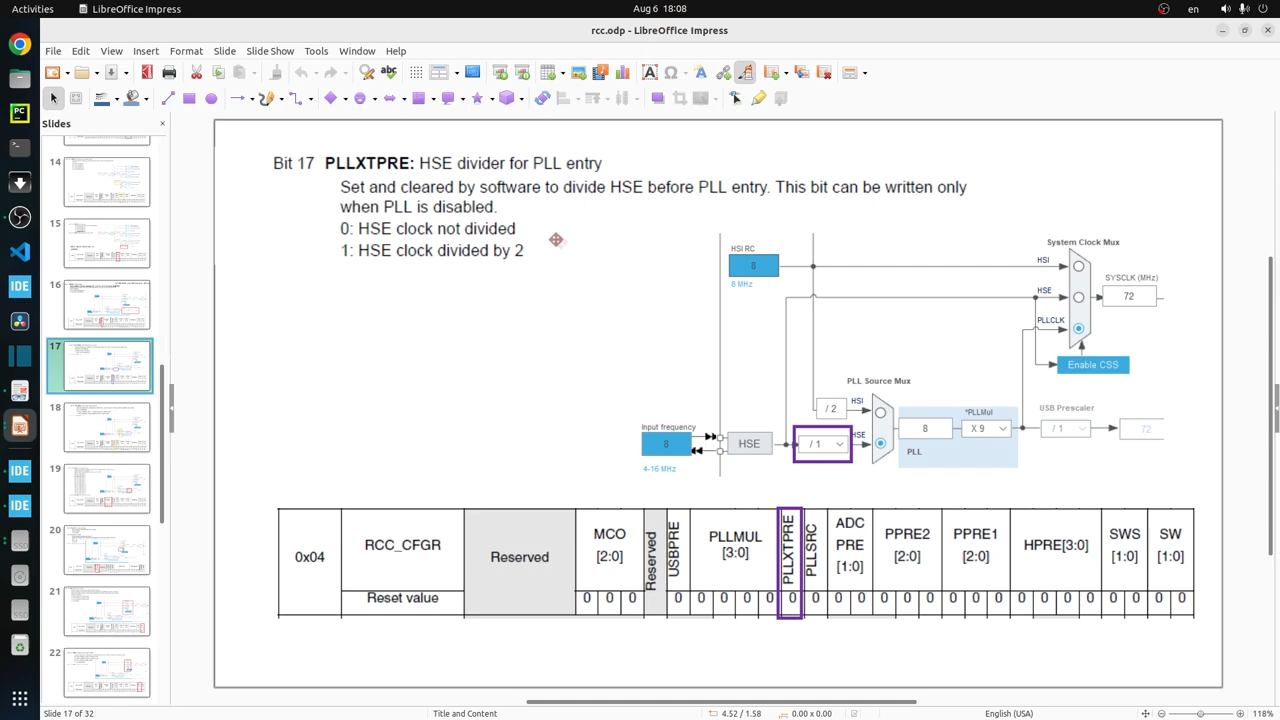 Activities
LibreOffice Impress
Aug 6 18:08
en
rcc.odp - LibreOffice Impress
File Edit View Insert Format Slide Slide Show Tools Window Help
Slides
14
15
16
17
18
19
20
21
22
Bit 17 PLLXTPRE: HSE divider for PLL entry
Set and cleared by software to divide HSE before PLL entry. This bit can be written only
when PLL is disabled.
0: HSE clock not divided
1: HSE clock divided by 2
System Clock Mux
HSI RC
8
8 MHz
HSI
HSE
PLLCLK
SYSCLK (MHz)
72
Enable CSS
PLL Source Mux
/ 2
HSI
Input frequency
8
4-16 MHz
HSE
/ 1
HSE
8
*PLLMul
X 9
PLL
USB Prescaler
/ 1
72
0x04
RCC_CFGR
Reserved
MCO
[2:0]
Reserved
USBPRE
PLLMUL
[3:0]
PLLXTPRE
PLLSRC
ADC
PRE
[1:0]
PPRE2
[2:0]
PPRE1
[2:0]
HPRE[3:0]
SWS
[1:0]
SW
[1:0]
Reset value
0 0 0 0 0 0 0 0 0 0 0 0 0 0 0 0 0 0 0 0 0 0 0 0 0 0
Slide 17 of 32
Title and Content
4.52 / 1.58
0.00 x 0.00
English (USA)
118%